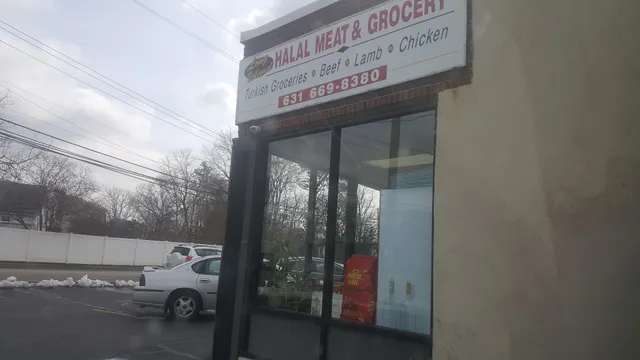 HALAL MEAT & GROCERY
Turkish Groceries • Beef • Lamb • Chicken
631 669-8380